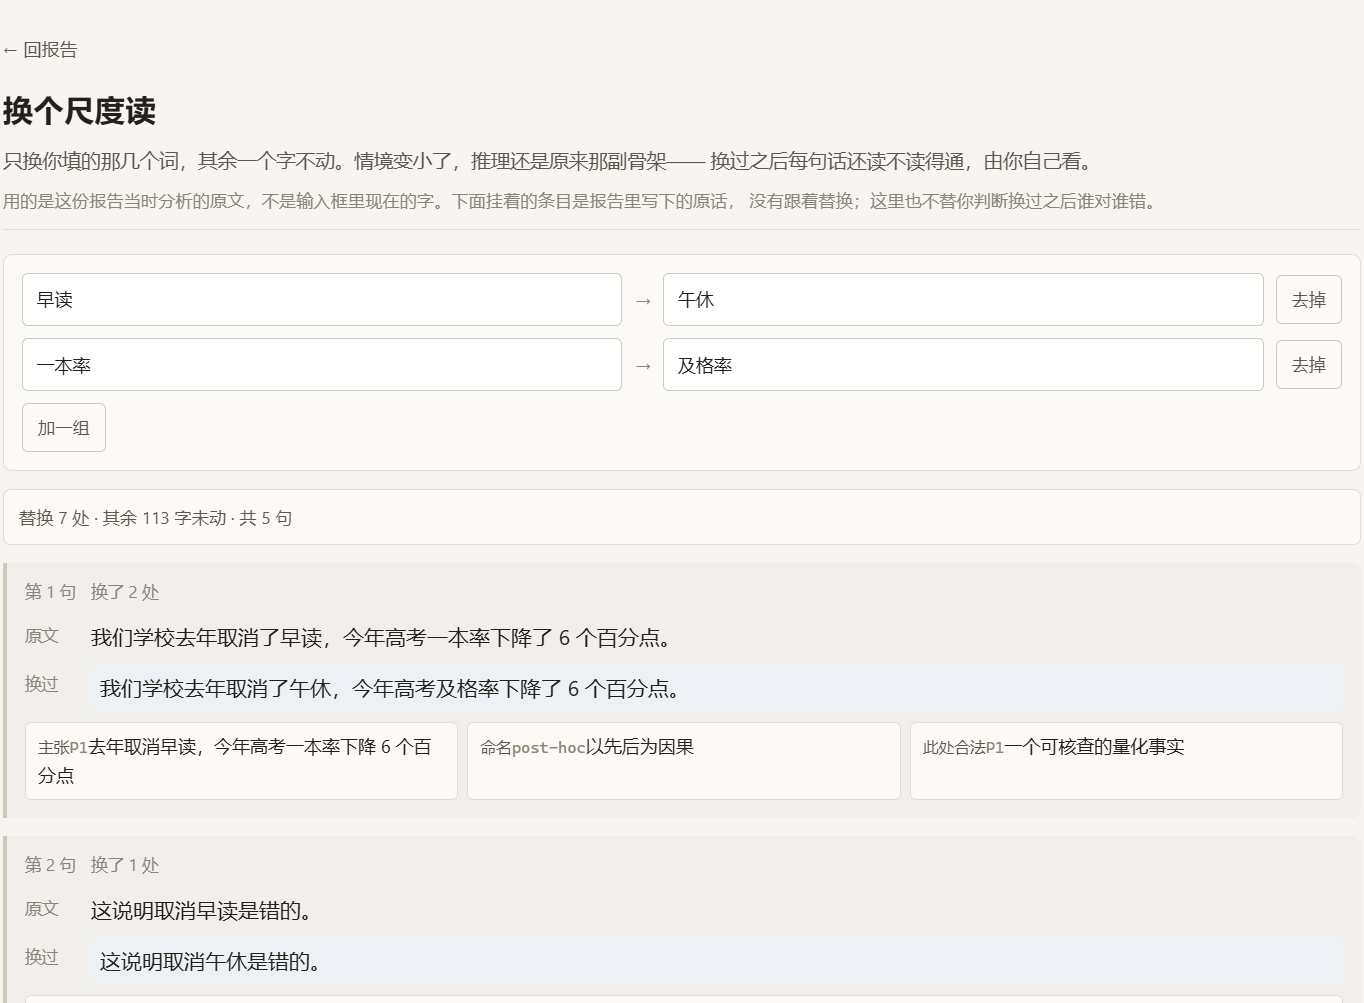 ← 回报告
换个尺度读
只换你填的那几个词，其余一个字不动。情境变小了，推理还是原来那副骨架—— 换过之后每句话还读不读得通，由你自己看。
用的是这份报告当时分析的原文，不是输入框里现在的字。下面挂着的条目是报告里写下的原话， 没有跟着替换；这里也不替你判断换过之后谁对谁错。
早读 → 午休 去掉
一本率 → 及格率 去掉
加一组
替换 7 处 · 其余 113 字未动 · 共 5 句
第 1 句 换了 2 处
原文 我们学校去年取消了早读，今年高考一本率下降了 6 个百分点。
换过 我们学校去年取消了午休，今年高考及格率下降了 6 个百分点。
主张P1去年取消早读，今年高考一本率下降 6 个百
分点
命名post-hoc以先后为因果
此处合法P1一个可核查的量化事实
第 2 句 换了 1 处
原文 这说明取消早读是错的。
换过 这说明取消午休是错的。